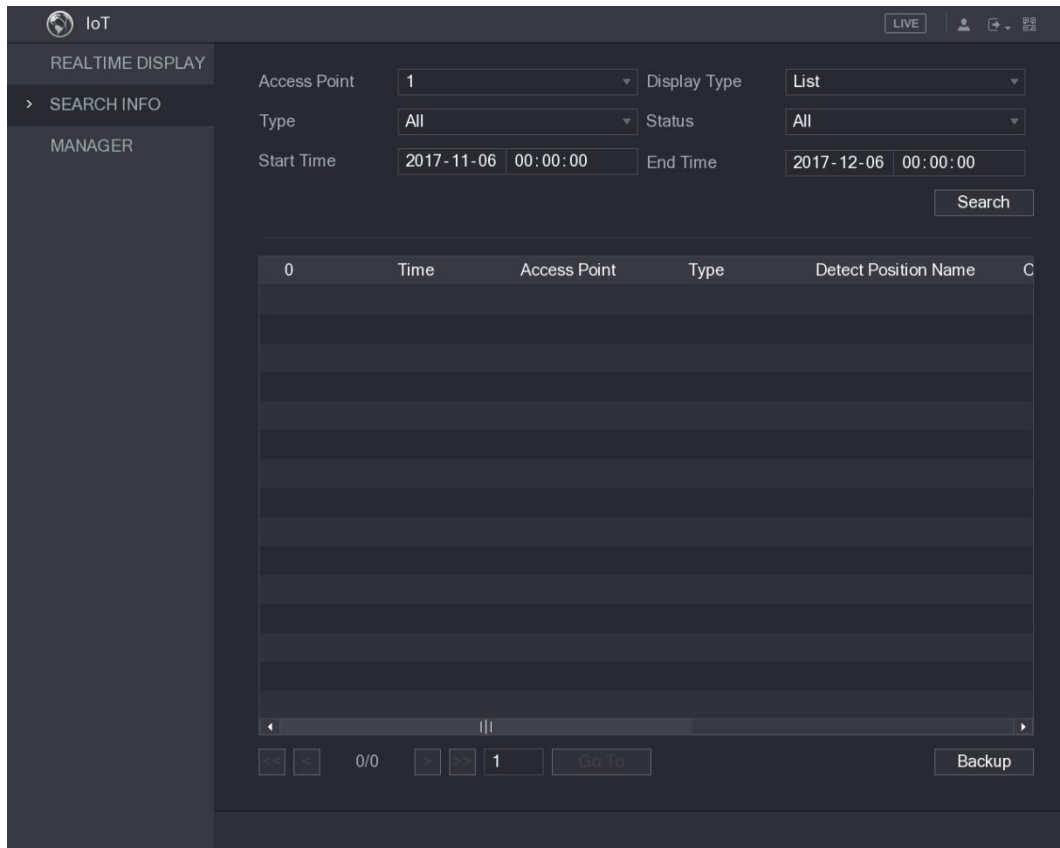 IoT LIVE
REALTIME DISPLAY
SEARCH INFO
MANAGER
Access Point 1 Display Type List
Type All Status All
Start Time 2017-11-06 00:00:00 End Time 2017-12-06 00:00:00
Search
0 Time Access Point Type Detect Position Name C
<< < 0/0 > >> 1 Go To Backup